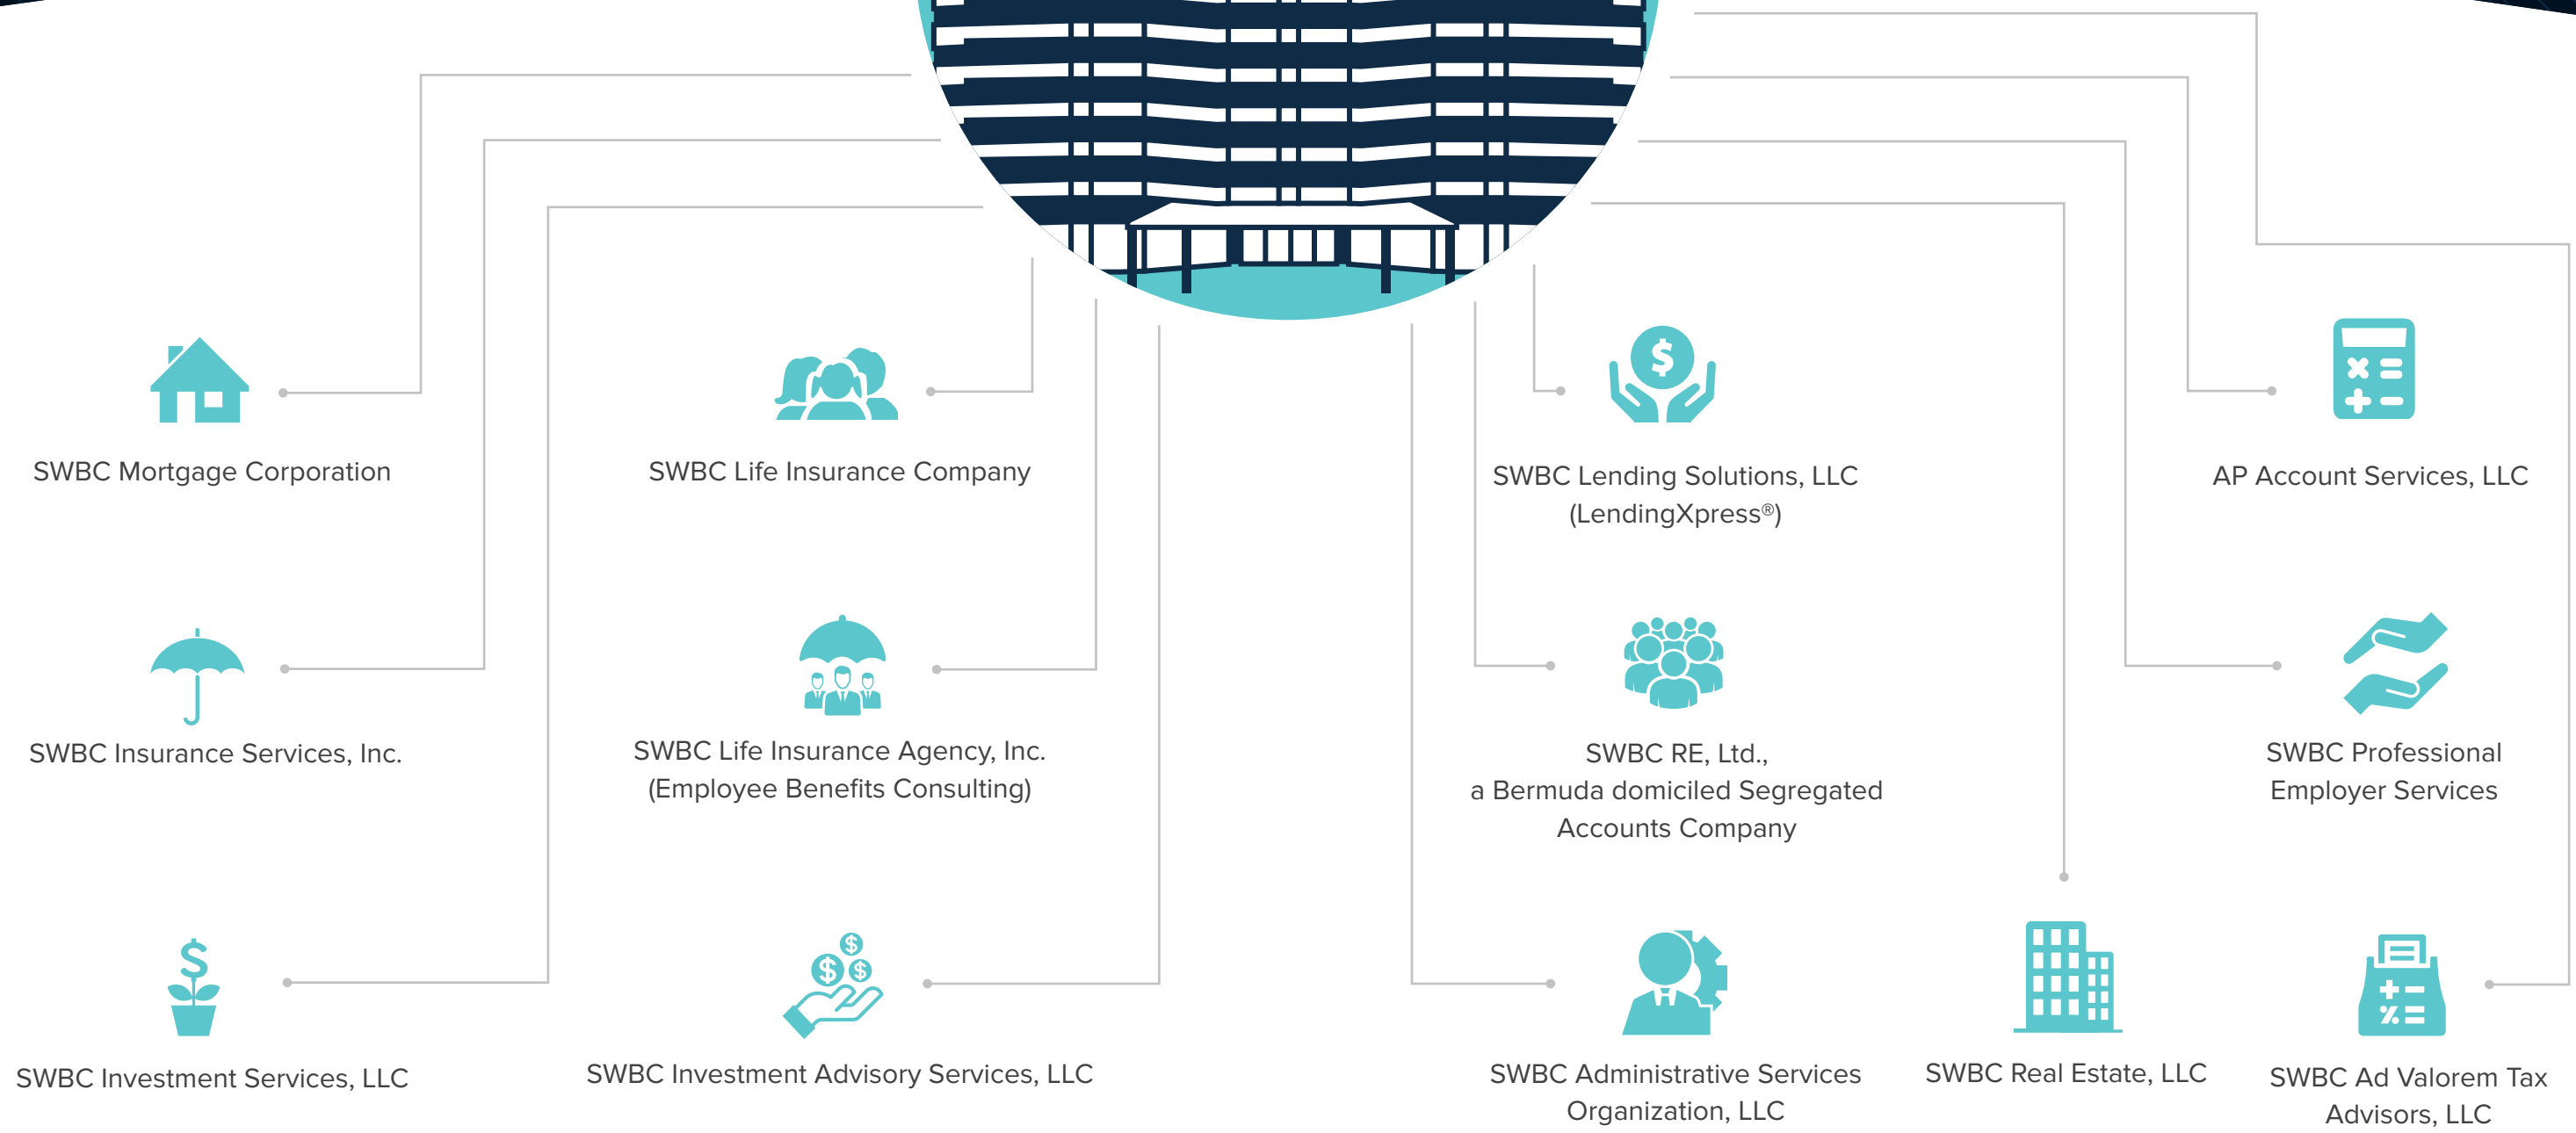 SWBC Mortgage Corporation
SWBC Life Insurance Company
SWBC Lending Solutions, LLC
(LendingXpress®)
AP Account Services, LLC
SWBC Insurance Services, Inc.
SWBC Life Insurance Agency, Inc.
(Employee Benefits Consulting)
SWBC RE, Ltd.,
a Bermuda domiciled Segregated
Accounts Company
SWBC Professional
Employer Services
SWBC Investment Services, LLC
SWBC Investment Advisory Services, LLC
SWBC Administrative Services
Organization, LLC
SWBC Real Estate, LLC
SWBC Ad Valorem Tax
Advisors, LLC